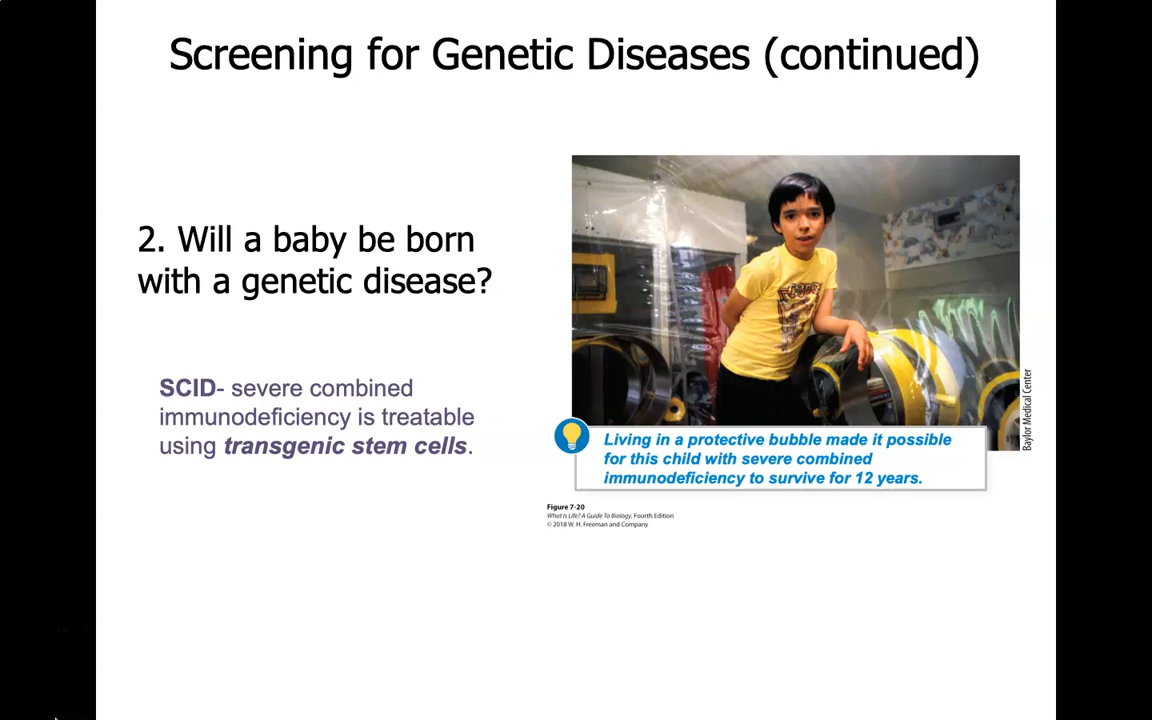 Screening for Genetic Diseases (continued)
2. Will a baby be born
with a genetic disease?
SCID- severe combined
immunodeficiency is treatable
using transgenic stem cells.
Baylor Medical Center
Living in a protective bubble made it possible
for this child with severe combined
immunodeficiency to survive for 12 years.
Figure 7-20
What Is Life? A Guide To Biology, Fourth Edition
© 2018 W. H. Freeman and Company